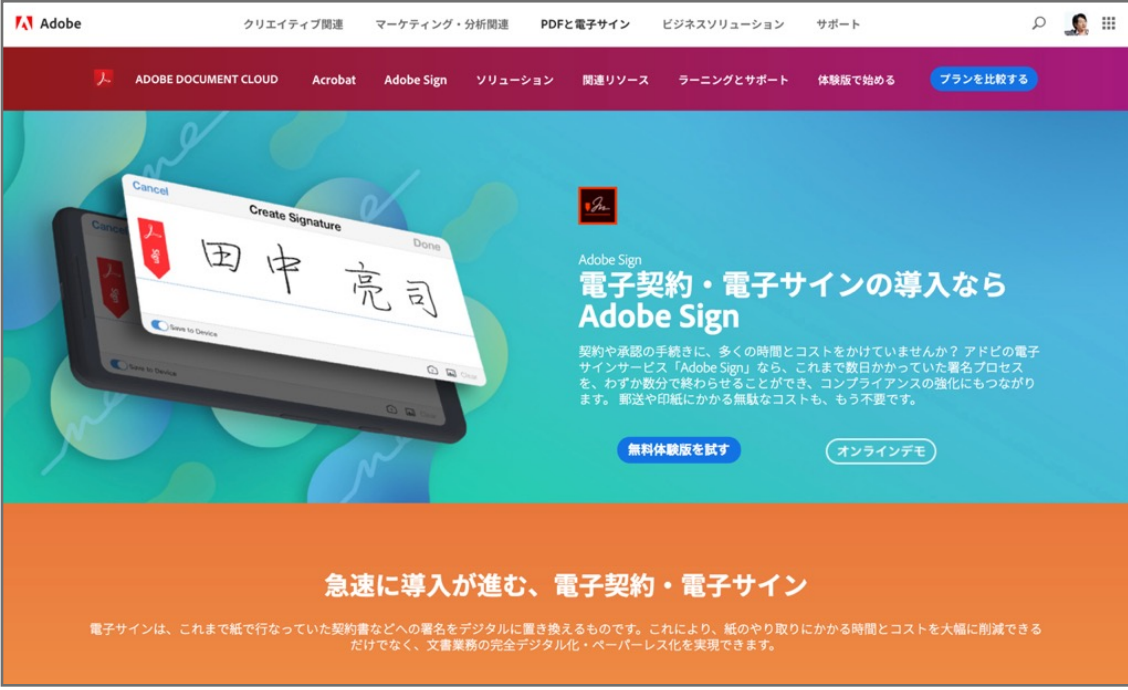 Adobe
クリエイティブ関連 マーケティング・分析関連 PDFと電子サイン ビジネスソリューション サポート
ADOBE DOCUMENT CLOUD Acrobat Adobe Sign ソリューション 関連リソース ラーニングとサポート 体験版で始める プランを比較する
Cancel
Create Signature
Done
Sign
田中 亮司
Save to Device
Clear
Cancel
Sign
Save to Device
Clear
Adobe Sign
電子契約・電子サインの導入なら
Adobe Sign
契約や承認の手続きに、多くの時間とコストをかけていませんか？ アドビの電子
サインサービス「Adobe Sign」なら、これまで数日かかっていた署名プロセス
を、わずか数分で終わらせることができ、コンプライアンスの強化にもつながり
ます。 郵送や印紙にかかる無駄なコストも、もう不要です。
無料体験版を試す オンラインデモ
急速に導入が進む、電子契約・電子サイン
電子サインは、これまで紙で行なっていた契約書などへの署名をデジタルに置き換えるものです。これにより、紙のやり取りにかかる時間とコストを大幅に削減できる
だけでなく、文書業務の完全デジタル化・ペーパーレス化を実現できます。